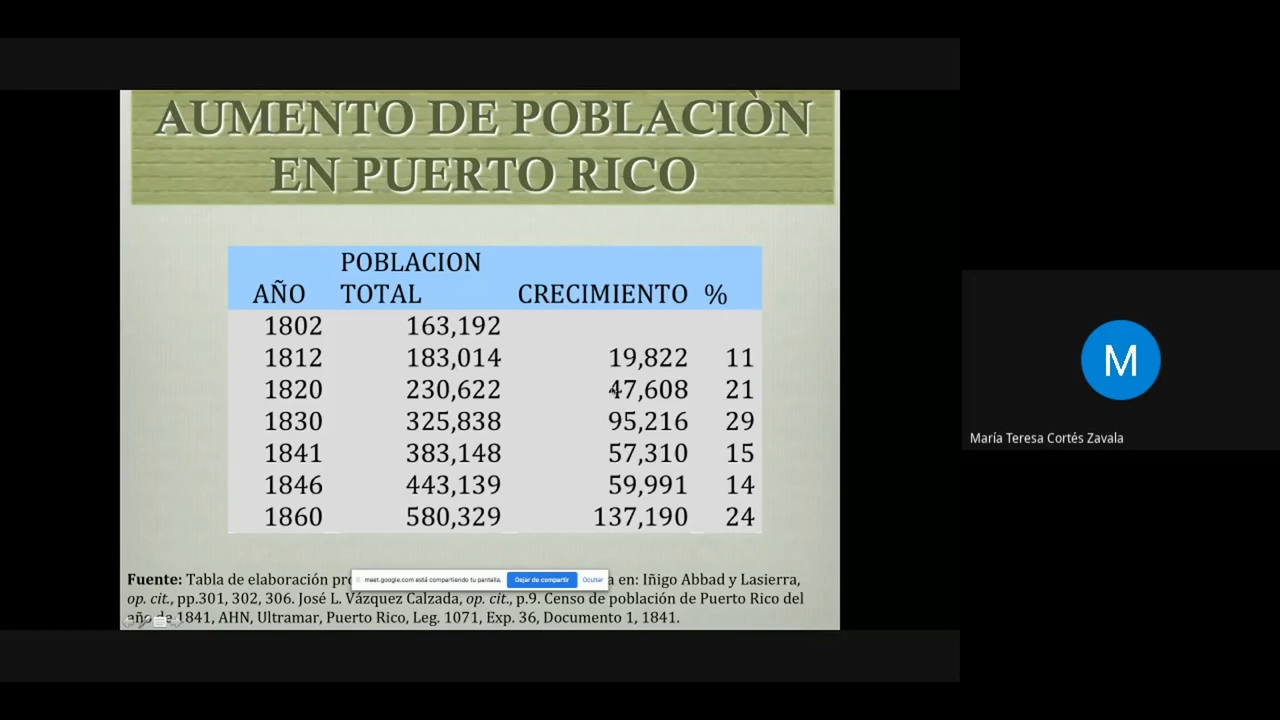 AUMENTO DE POBLACIÒN
EN PUERTO RICO
POBLACION
AÑO TOTAL CRECIMIENTO %
1802 163,192
1812 183,014 19,822 11
1820 230,622 47,608 21
1830 325,838 95,216 29
1841 383,148 57,310 15
1846 443,139 59,991 14
1860 580,329 137,190 24
Fuente: Tabla de elaboración a en: Iñigo Abbad y Lasierra,
meet.google.com está compartiendo tu pantalla. Dejar de compartir Ocultar
op. cit., pp.301, 302, 306. José L. Vázquez Calzada, op. cit., p.9. Censo de población de Puerto Rico del
año de 1841, AHN, Ultramar, Puerto Rico, Leg. 1071, Exp. 36, Documento 1, 1841.
M
María Teresa Cortés Zavala